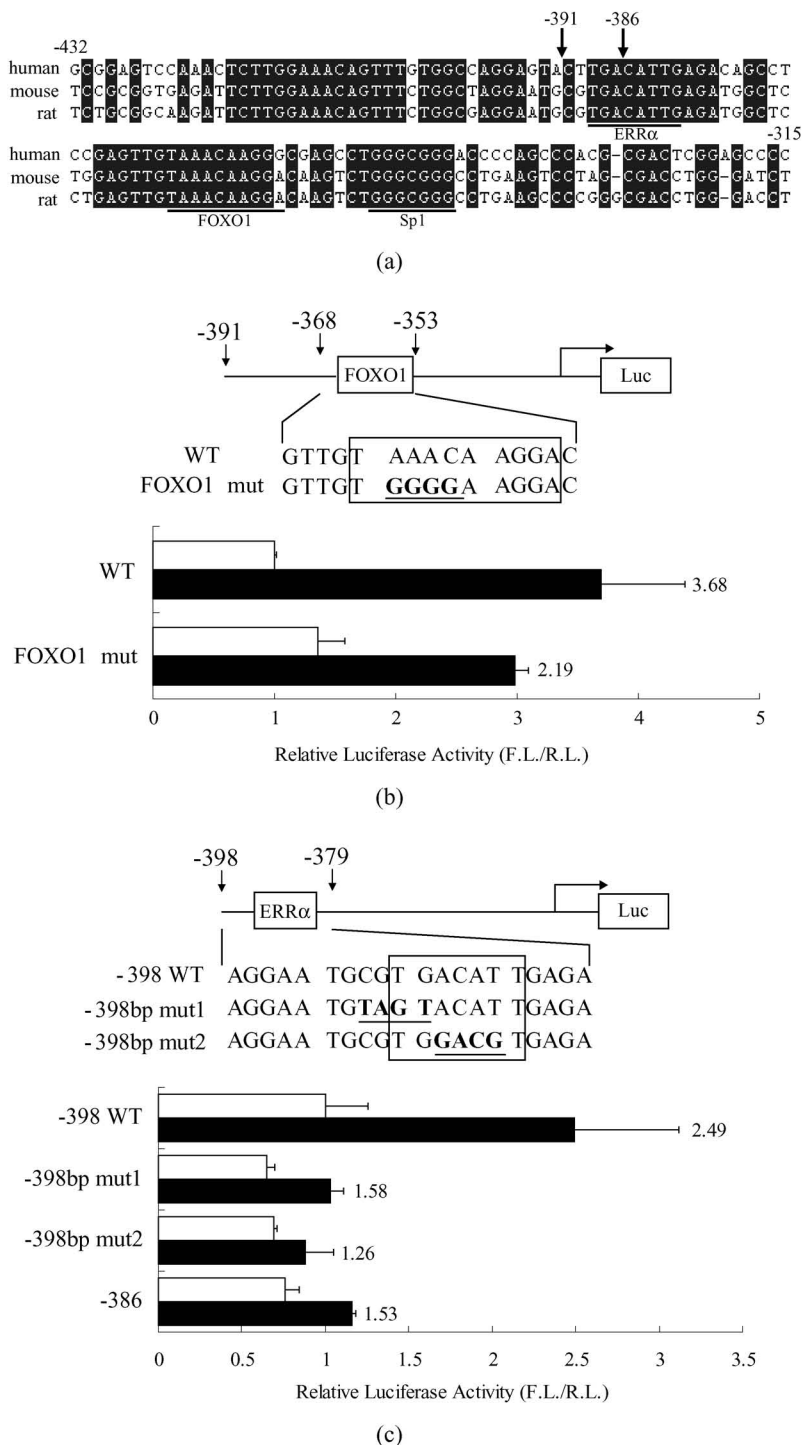 -391 -386
-432
human GCGGAGTCCAAACTCTTGGAAACAGTTTGTGGCCAGGAGTACTTGACATTGAGACAGCCT
mouse TCCGCGGTGAGATTCTTGGAAACAGTTTCTGGCTAGGAATGCGTGACATTGAGATGGCTC
rat TCTGCGGCAAGATTCTTGGAAACAGTTTCTGGCGAGGAATGCGTGACATTGAGATGGCTC
ERRα -315
human CCGAGTTGTAAACAAGGGCGAGCCTGGGCGGGACCCCAGCCCACG-CGACTCGGAGCCCC
mouse TGGAGTTGTAAACAAGGACAAGTCTGGGCGGGCCTGAAGTCCTAG-CGACCTGG-GATCT
rat CTGAGTTGTAAACAAGGACAAGTCTGGGCGGGCCTGAAGCCCCGGGCGACCTGG-GACCT
FOXO1 Sp1
(a)
-391 -368 -353
FOXO1 Luc
WT GTTGT AAACA AGGAC
FOXO1 mut GTTGT GGGGA AGGAC
WT 3.68
FOXO1 mut 2.19
0 1 2 3 4 5
Relative Luciferase Activity (F.L./R.L.)
(b)
-398 -379
ERRα Luc
-398 WT AGGAA TGCGT GACAT TGAGA
-398bp mut1 AGGAA TGTAG TACAT TGAGA
-398bp mut2 AGGAA TGCGT GGACG TGAGA
-398 WT 2.49
-398bp mut1 1.58
-398bp mut2 1.26
-386 1.53
0 0.5 1 1.5 2 2.5 3 3.5
Relative Luciferase Activity (F.L./R.L.)
(c)